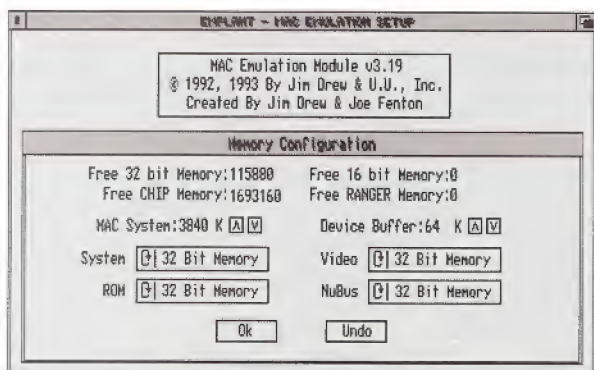 EMPLANT - MAC EMULATION SETUP
MAC Emulation Module v3.19
© 1992, 1993 By Jim Drew & U.U., Inc.
Created By Jim Drew & Joe Fenton
Memory Configuration
Free 32 bit Memory:115880 Free 16 bit Memory:0
Free CHIP Memory:1693160 Free RANGER Memory:0
MAC System:3840 K Device Buffer:64 K
System 32 Bit Memory Video 32 Bit Memory
ROM 32 Bit Memory NuBus 32 Bit Memory
Ok Undo